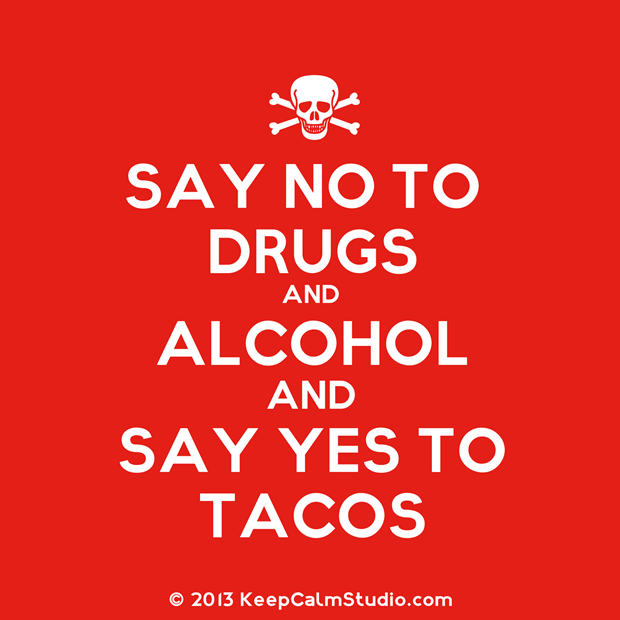 SAY NO TO
DRUGS
AND
ALCOHOL
AND
SAY YES TO
TACOS
© 2013 KeepCalmStudio.com